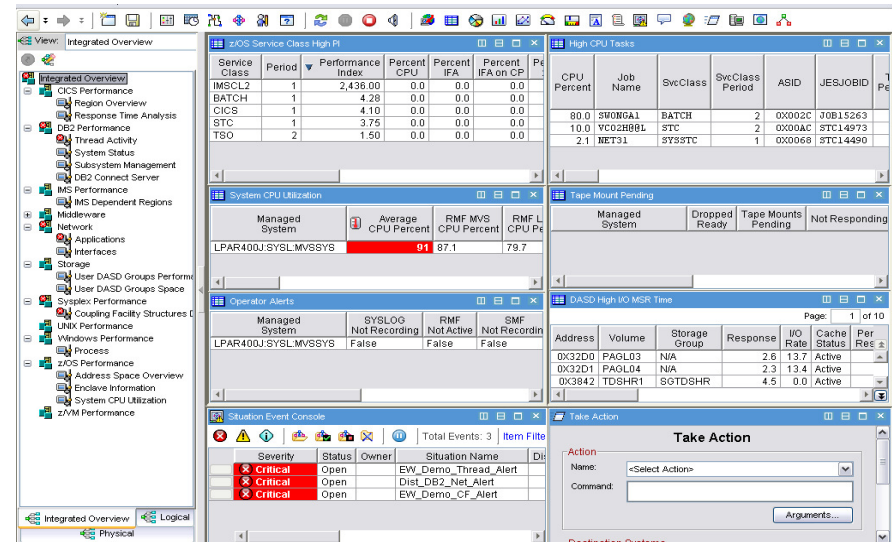 View: Integrated Overview
Integrated Overview
CICS Performance
Region Overview
Response Time Analysis
DB2 Performance
Thread Activity
System Status
Subsystem Management
DB2 Connect Server
IMS Performance
IMS Dependent Regions
Middleware
Network
Applications
Interfaces
Storage
User DASD Groups Performa
User DASD Groups Space
Sysplex Performance
Coupling Facility Structures D
UNIX Performance
Windows Performance
Process
z/OS Performance
Address Space Overview
Enclave Information
System CPU Utilization
z/VM Performance
Integrated Overview Logical
Physical
z/OS Service Class High PI
Service Class Period Performance Index Percent CPU Percent IFA Percent IFA on CP Pe
IMSCL2 1 2,436.00 0.0 0.0 0.0
BATCH 1 4.28 0.0 0.0 0.0
CICS 1 4.10 0.0 0.0 0.0
STC 1 3.75 0.0 0.0 0.0
TSO 2 1.50 0.0 0.0 0.0
High CPU Tasks
CPU Percent Job Name SvcClass SvcClass Period ASID JESJOBID T Pe
80.0 SWONGA1 BATCH 2 0X002C JOB15263
10.0 VCO2H@@L STC 2 0X00AC STC14973
2.1 NET31 SYSSTC 1 0X0068 STC14490
System CPU Utilization
Managed System Average CPU Percent RMF MVS CPU Percent RMF L CPU Pe
LPAR400J:SYSL:MVSSYS 91 87.1 79.7
Tape Mount Pending
Managed System Dropped Ready Tape Mounts Pending Not Responding
Operator Alerts
Managed System SYSLOG Not Recording RMF Not Active SMF Not Recordin
LPAR400J:SYSL:MVSSYS False False False
DASD High I/O MSR Time
Page: 1 of 10
Address Volume Storage Group Response I/O Rate Cache Status Per Res
0X32D0 PAGL03 N/A 2.6 13.7 Active
0X32D1 PAGL04 N/A 2.3 13.4 Active
0X3842 TDSHR1 SGTDSHR 4.5 0.0 Active
Situation Event Console
Total Events: 3 Item Filte
Severity Status Owner Situation Name Dis
Critical Open EW_Demo_Thread_Alert
Critical Open Dist_DB2_Net_Alert
Critical Open EW_Demo_CF_Alert
Take Action
Take Action
Action
Name: <Select Action>
Command:
Arguments...
Destination Systems